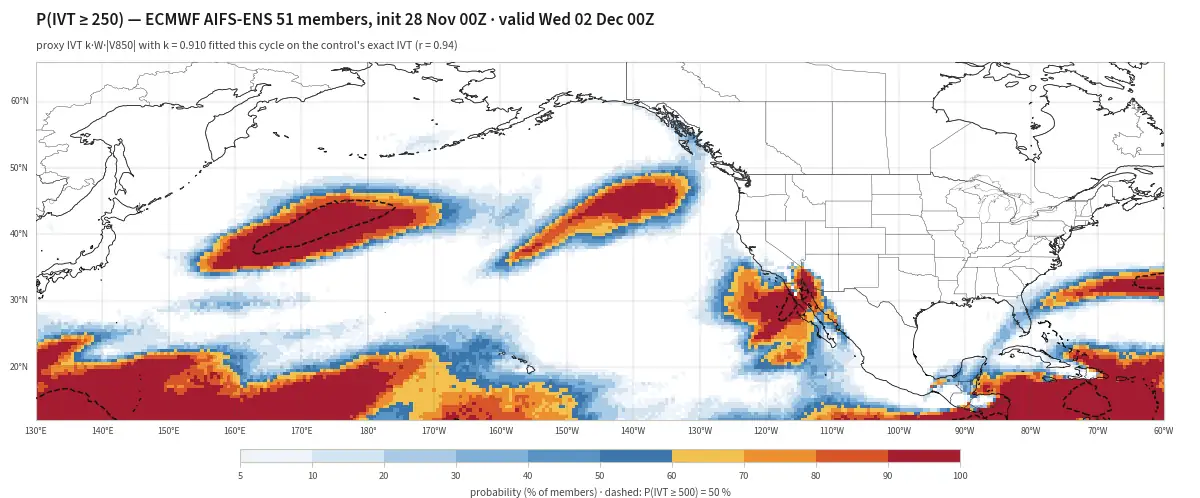 P(IVT ≥ 250) — ECMWF AIFS-ENS 51 members, init 28 Nov 00Z · valid Wed 02 Dec 00Z
proxy IVT k·W·|V850| with k = 0.910 fitted this cycle on the control's exact IVT (r = 0.94)
60°N
50°N
40°N
30°N
20°N
130°E 140°E 150°E 160°E 170°E 180° 170°W 160°W 150°W 140°W 130°W 120°W 110°W 100°W 90°W 80°W 70°W 60°W
5 10 20 30 40 50 60 70 80 90 100
probability (% of members) · dashed: P(IVT ≥ 500) = 50 %